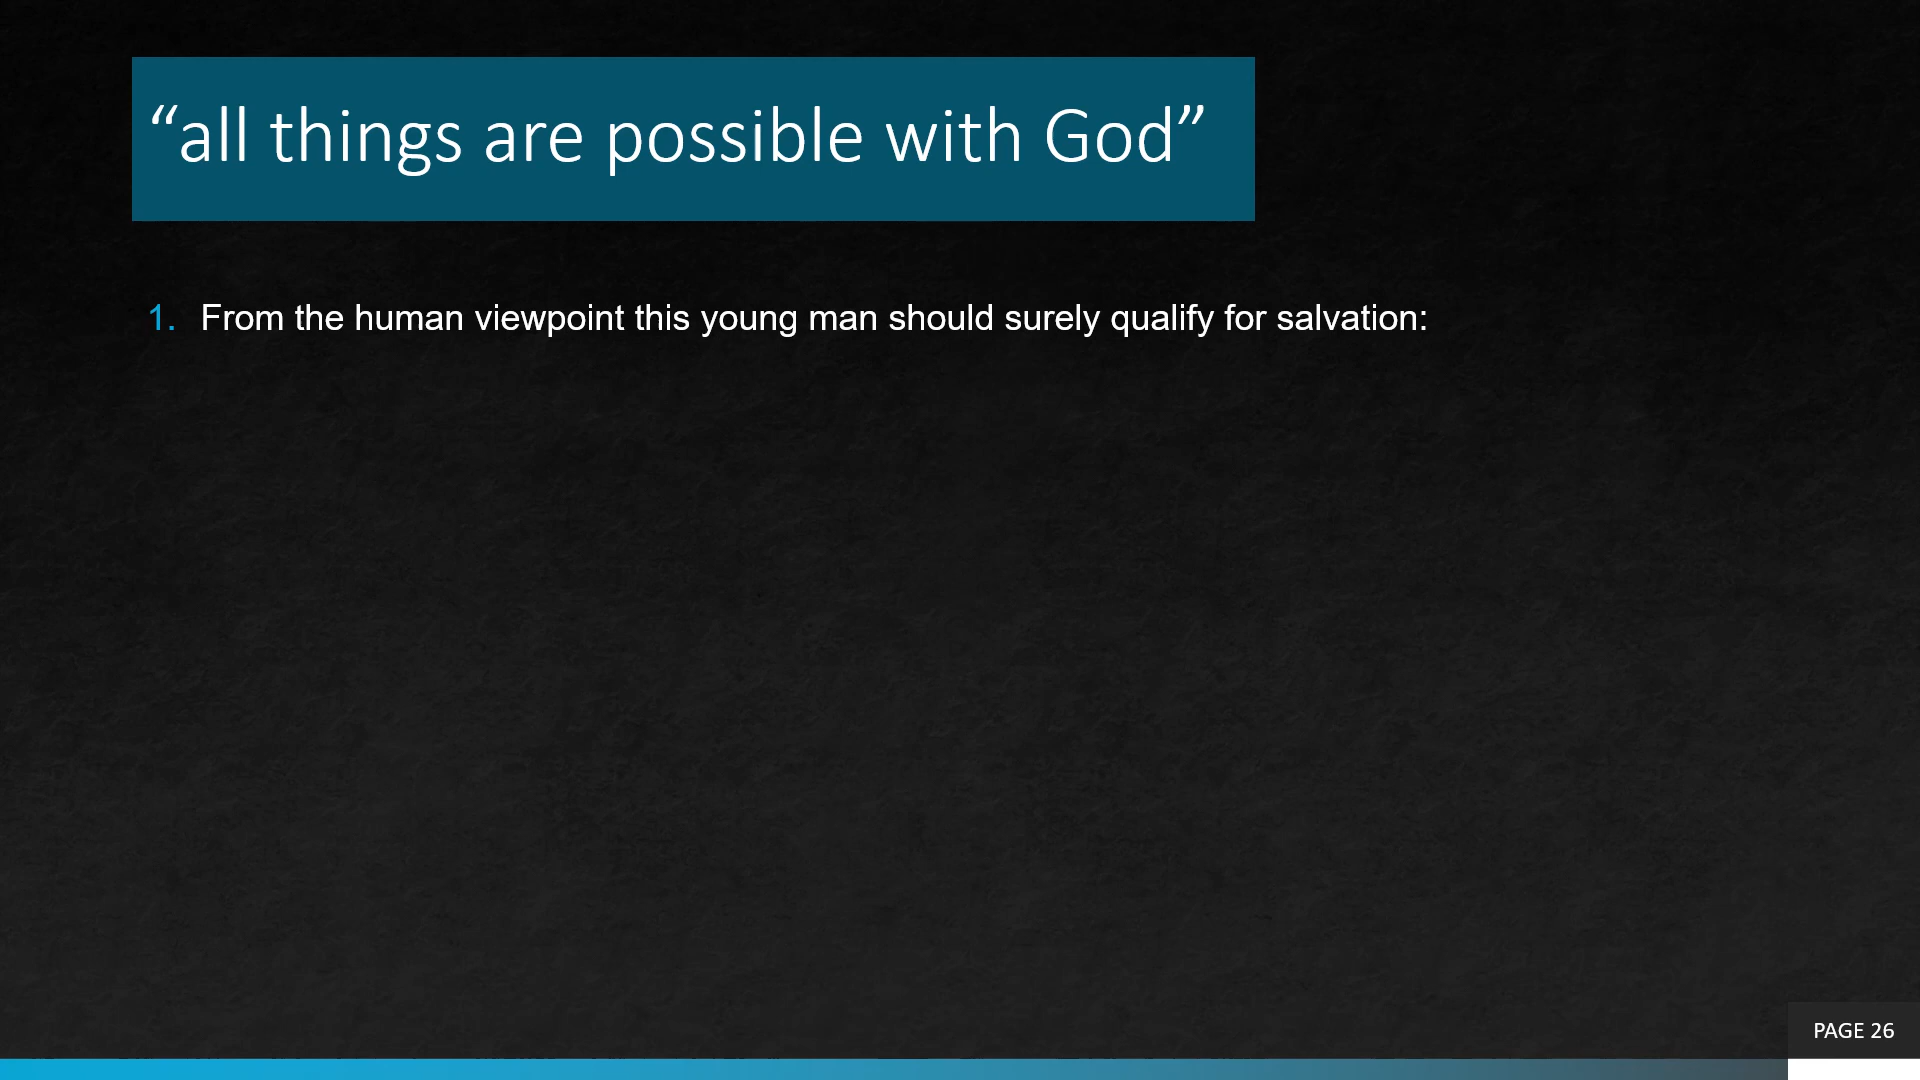 “all things are possible with God”
1. From the human viewpoint this young man should surely qualify for salvation:
PAGE 26